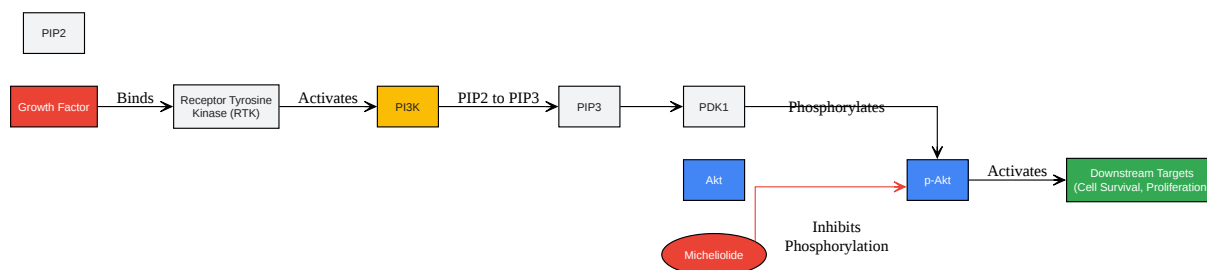 PIP2
Growth Factor
Binds
Receptor Tyrosine
Kinase (RTK)
Activates
PI3K
PIP2 to PIP3
PIP3
PDK1
Phosphorylates
Akt
p-Akt
Activates
Downstream Targets
(Cell Survival, Proliferation
Inhibits
Phosphorylation
Micheliolide